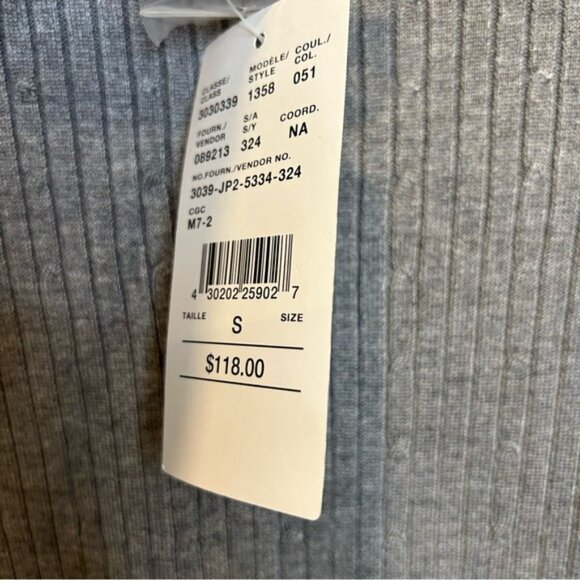 CLASSE/ MODÈLE/ COUL./
CLASS STYLE COL.
3030339 1358 051
FOURN./ S/A COORD.
VENDOR S/Y
089213 324 NA
NO.FOURN./VENDOR NO.
3039-JP2-5334-324
CGC
M7-2
4 30202 25902 7
TAILLE S SIZE
$118.00